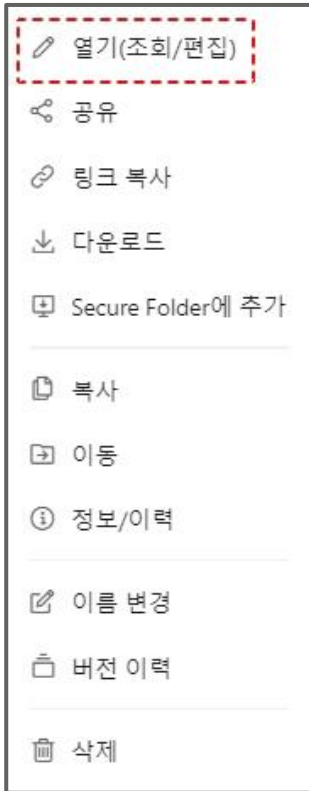 열기(조회/편집)
공유
링크 복사
다운로드
Secure Folder에 추가
복사
이동
정보/이력
이름 변경
버전 이력
삭제